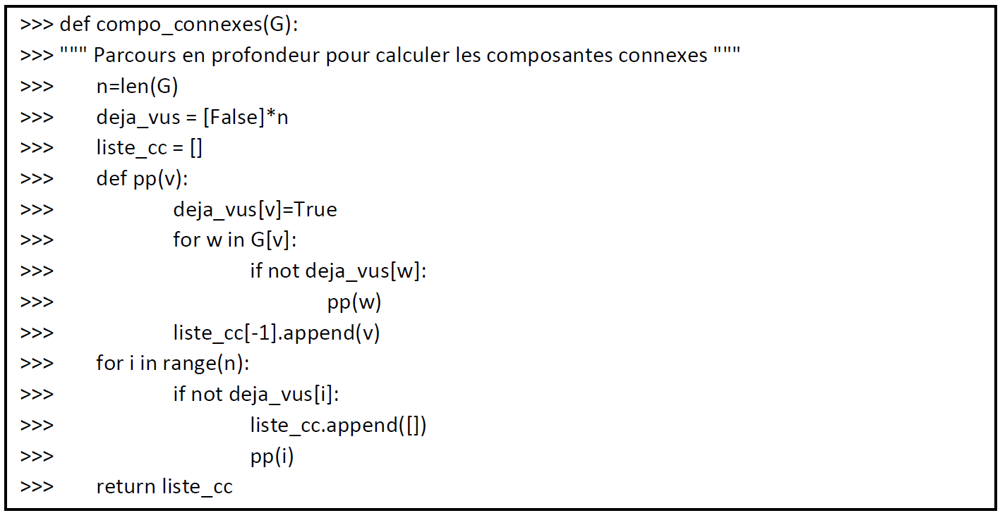 >>> def compo_connexes(G):
>>> """ Parcours en profondeur pour calculer les composantes connexes """
>>>     n=len(G)
>>>     deja_vus = [False]*n
>>>     liste_cc = []
>>>     def pp(v):
>>>         deja_vus[v]=True
>>>         for w in G[v]:
>>>             if not deja_vus[w]:
>>>                 pp(w)
>>>         liste_cc[-1].append(v)
>>>     for i in range(n):
>>>         if not deja_vus[i]:
>>>             liste_cc.append([])
>>>             pp(i)
>>>     return liste_cc